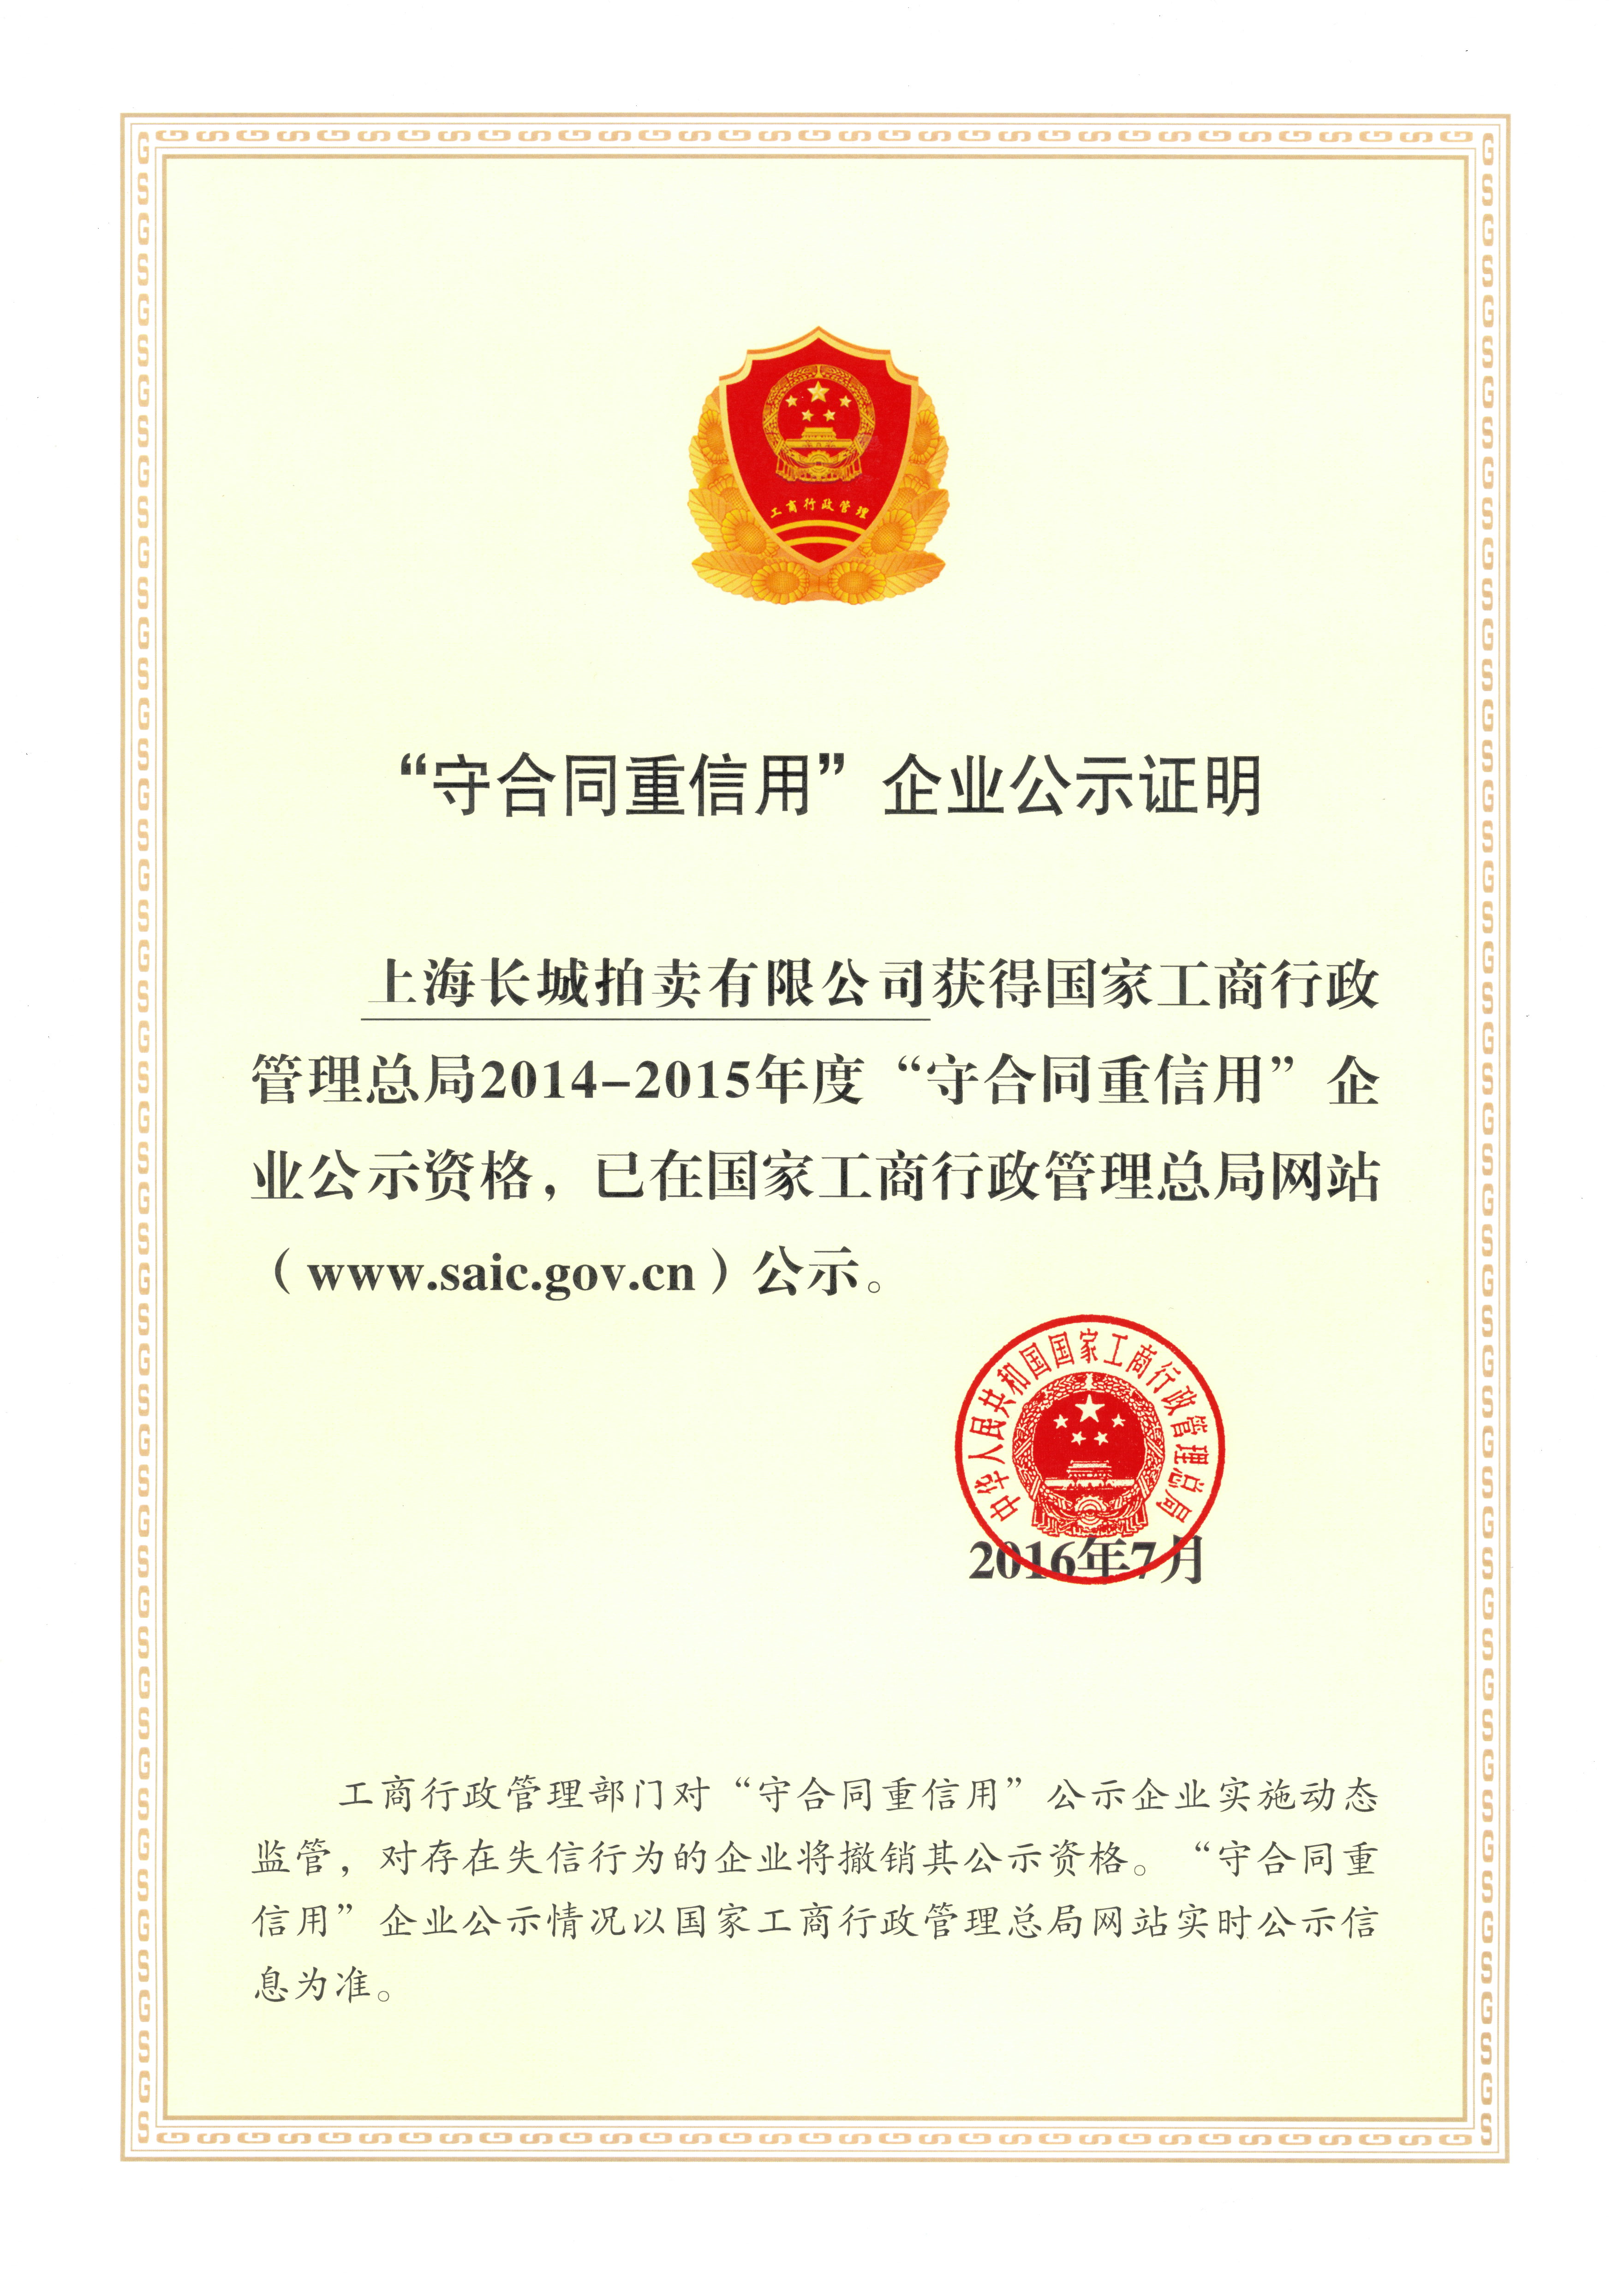 工商行政管理
“守合同重信用”企业公示证明
上海长城拍卖有限公司获得国家工商行政
管理总局2014-2015年度“守合同重信用”企
业公示资格，已在国家工商行政管理总局网站
（www.saic.gov.cn）公示。
中华人民共和国国家工商行政管理总局
2016年7月
工商行政管理部门对“守合同重信用”公示企业实施动态
监管，对存在失信行为的企业将撤销其公示资格。“守合同重
信用”企业公示情况以国家工商行政管理总局网站实时公示信
息为准。